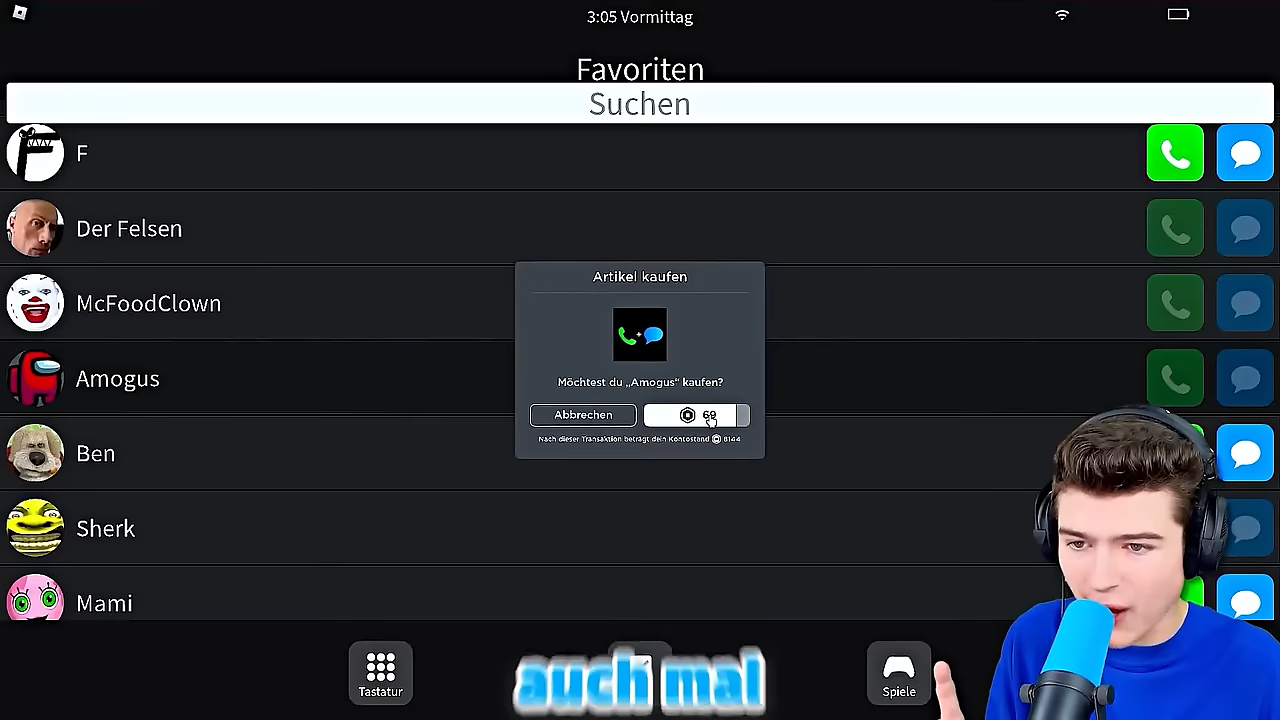 3:05 Vormittag
Favoriten
Suchen
F
Der Felsen
McFoodClown
Amogus
Ben
Sherk
Mami
Artikel kaufen
Möchtest du „Amogus“ kaufen?
Abbrechen
69
Nach dieser Transaktion beträgt dein Kontostand 8144
Tastatur
auch mal
Spiele